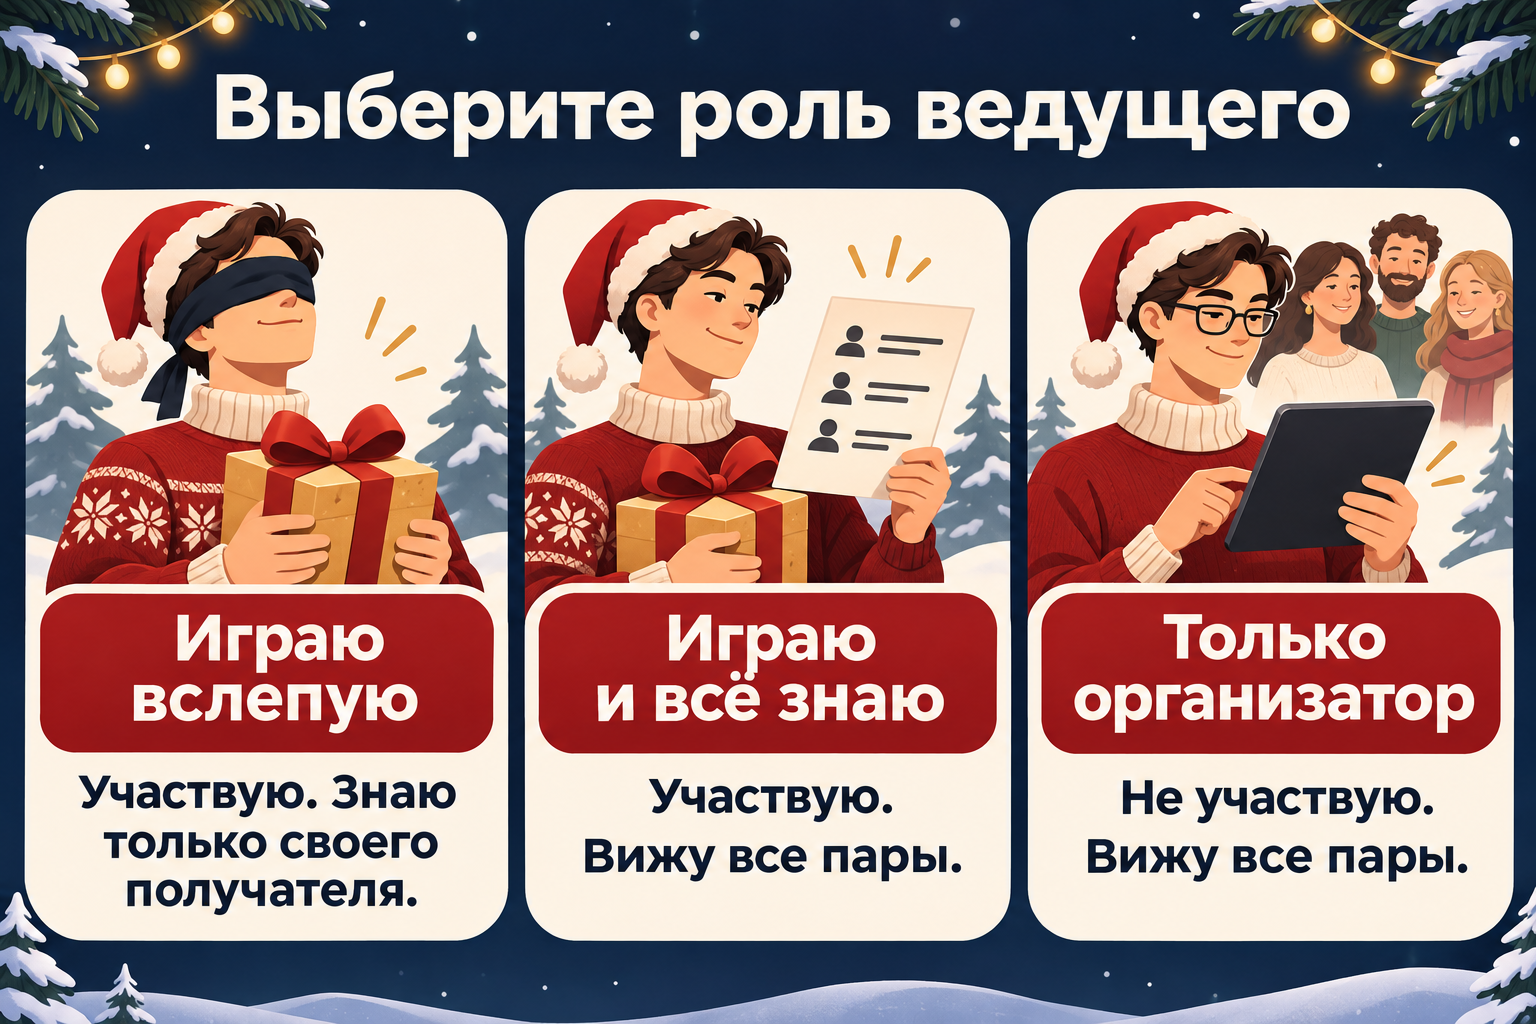 Выберите роль ведущего
Играю
вслепую
Участвую. Знаю
только своего
получателя.
Играю
и всё знаю
Участвую.
Вижу все пары.
Только
организатор
Не участвую.
Вижу все пары.